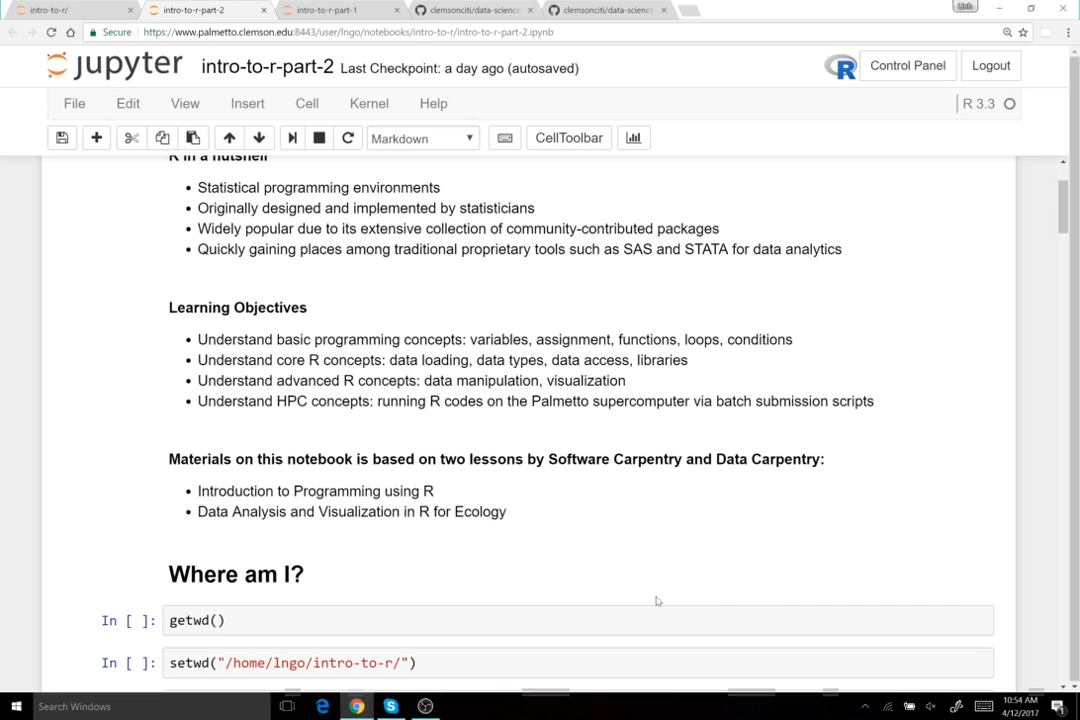 intro-to-r/ × intro-to-r-part-2 × intro-to-r-part-1 × clemsonciti/data-science × clemsonciti/data-science ×
Secure https://www.palmetto.clemson.edu:8443/user/lngo/notebooks/intro-to-r/intro-to-r-part-2.ipynb
jupyter intro-to-r-part-2 Last Checkpoint: a day ago (autosaved) R Control Panel Logout
File Edit View Insert Cell Kernel Help R 3.3
Markdown CellToolbar
R in a nutshell
• Statistical programming environments
• Originally designed and implemented by statisticians
• Widely popular due to its extensive collection of community-contributed packages
• Quickly gaining places among traditional proprietary tools such as SAS and STATA for data analytics
Learning Objectives
• Understand basic programming concepts: variables, assignment, functions, loops, conditions
• Understand core R concepts: data loading, data types, data access, libraries
• Understand advanced R concepts: data manipulation, visualization
• Understand HPC concepts: running R codes on the Palmetto supercomputer via batch submission scripts
Materials on this notebook is based on two lessons by Software Carpentry and Data Carpentry:
• Introduction to Programming using R
• Data Analysis and Visualization in R for Ecology
Where am I?
In [ ]: getwd()
In [ ]: setwd("/home/lngo/intro-to-r/")
Search Windows
10:54 AM
4/12/2017